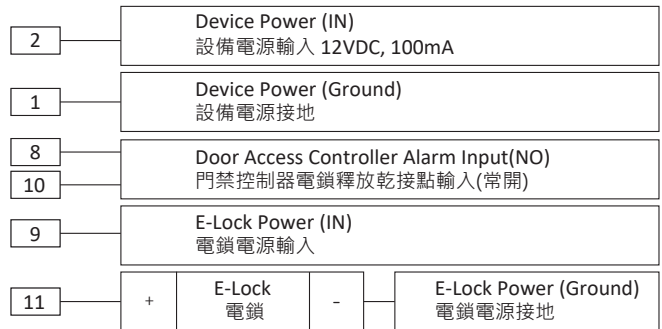 2
Device Power (IN)
設備電源輸入 12VDC, 100mA
1
Device Power (Ground)
設備電源接地
8
10
Door Access Controller Alarm Input(NO)
門禁控制器電鎖釋放乾接點輸入(常開)
9
E-Lock Power (IN)
電鎖電源輸入
11
+
E-Lock
電鎖
-
E-Lock Power (Ground)
電鎖電源接地